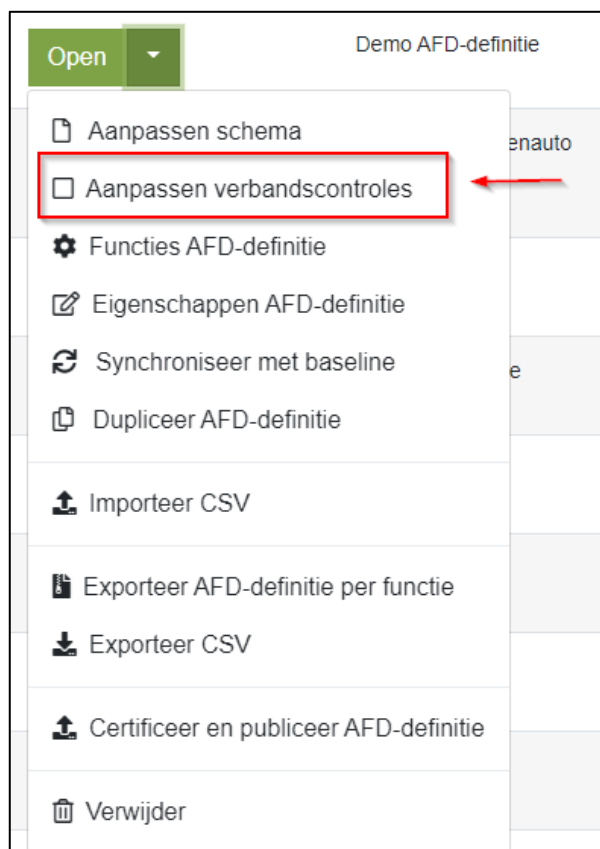 Open
Demo AFD-definitie
Aanpassen schema
enauto
Aanpassen verbandscontroles
Functies AFD-definitie
Eigenschappen AFD-definitie
Synchroniseer met baseline
e
Dupliceer AFD-definitie
Importeer CSV
Exporteer AFD-definitie per functie
Exporteer CSV
Certificeer en publiceer AFD-definitie
Verwijder